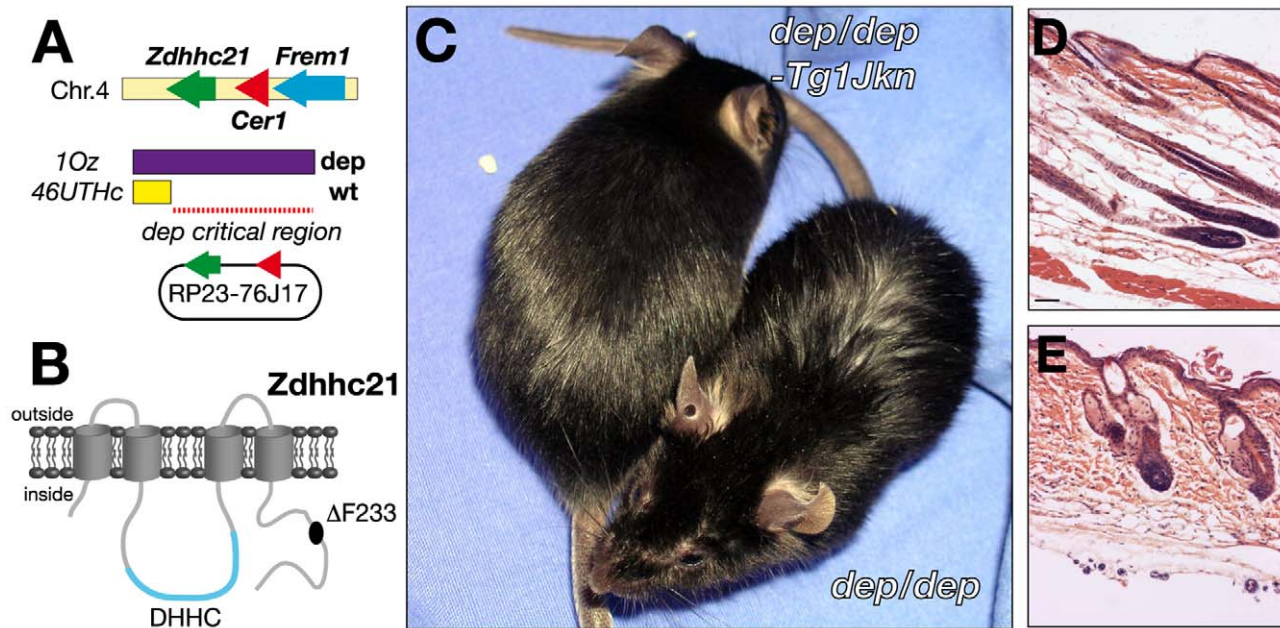 A
Zdhhc21 Frem1
Chr.4
Cer1
1Oz dep
46UTHc wt
dep critical region
RP23-76J17
B
Zdhhc21
outside
inside
ΔF233
DHHC
C
dep/dep
-Tg1Jkn
dep/dep
D
E